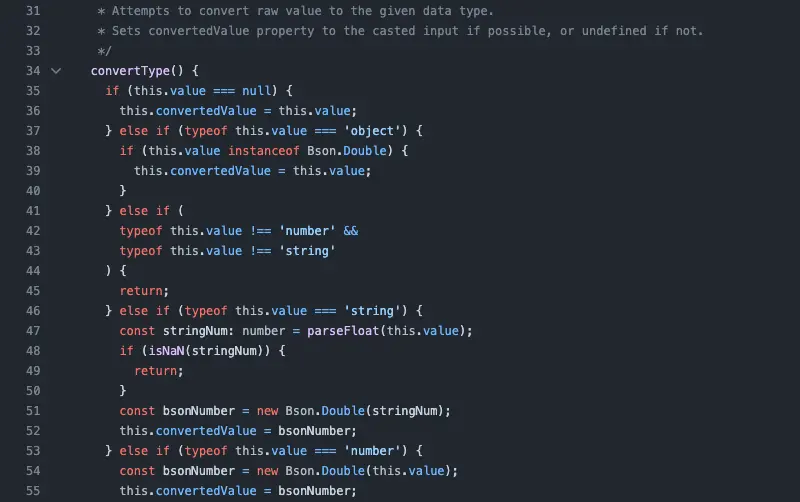 31 * Attempts to convert raw value to the given data type.
32 * Sets convertedValue property to the casted input if possible, or undefined if not.
33 */
34 convertType() {
35 if (this.value === null) {
36 this.convertedValue = this.value;
37 } else if (typeof this.value === 'object') {
38 if (this.value instanceof Bson.Double) {
39 this.convertedValue = this.value;
40 }
41 } else if (
42 typeof this.value !== 'number' &&
43 typeof this.value !== 'string'
44 ) {
45 return;
46 } else if (typeof this.value === 'string') {
47 const stringNum: number = parseFloat(this.value);
48 if (isNaN(stringNum)) {
49 return;
50 }
51 const bsonNumber = new Bson.Double(stringNum);
52 this.convertedValue = bsonNumber;
53 } else if (typeof this.value === 'number') {
54 const bsonNumber = new Bson.Double(this.value);
55 this.convertedValue = bsonNumber;